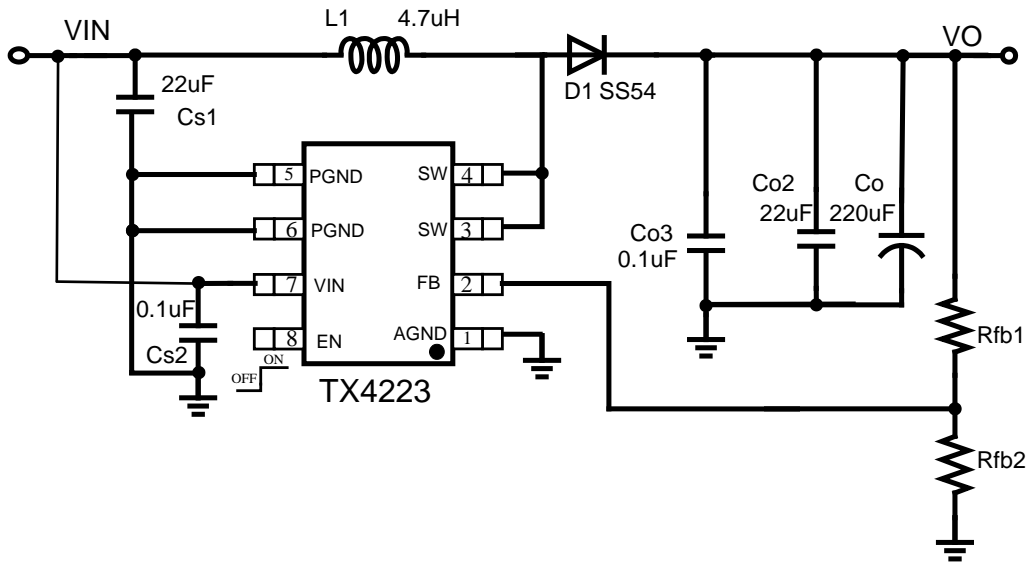 L1 4.7uH
VIN
VO
22uF
Cs1
D1 SS54
5 PGND SW 4
6 PGND SW 3
7 VIN FB 2
8 EN AGND 1
Co2
22uF
Co
220uF
Co3
0.1uF
0.1uF
Cs2
ON
OFF
TX4223
Rfb1
Rfb2